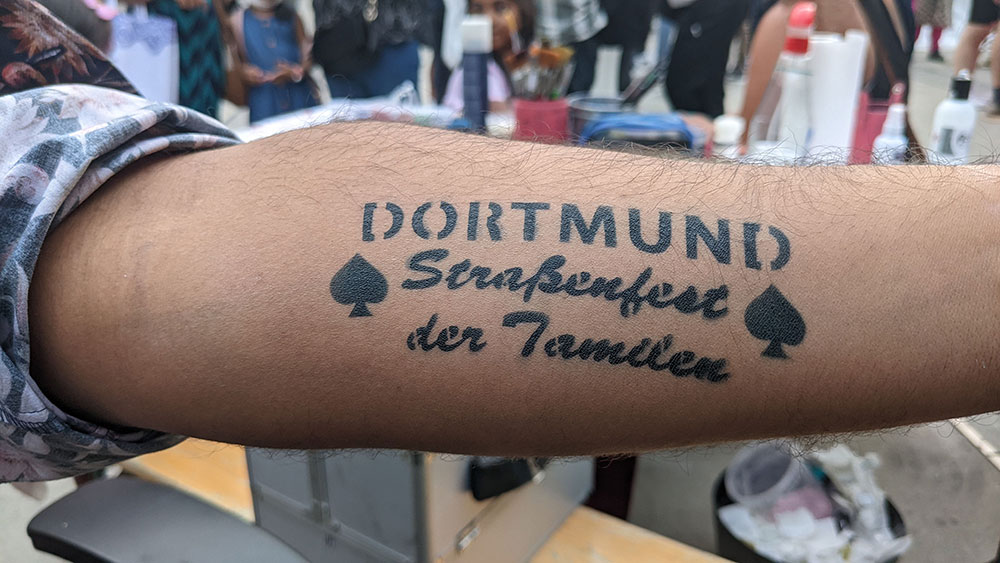 DORTMUND
Straßenfest
der Tamilen